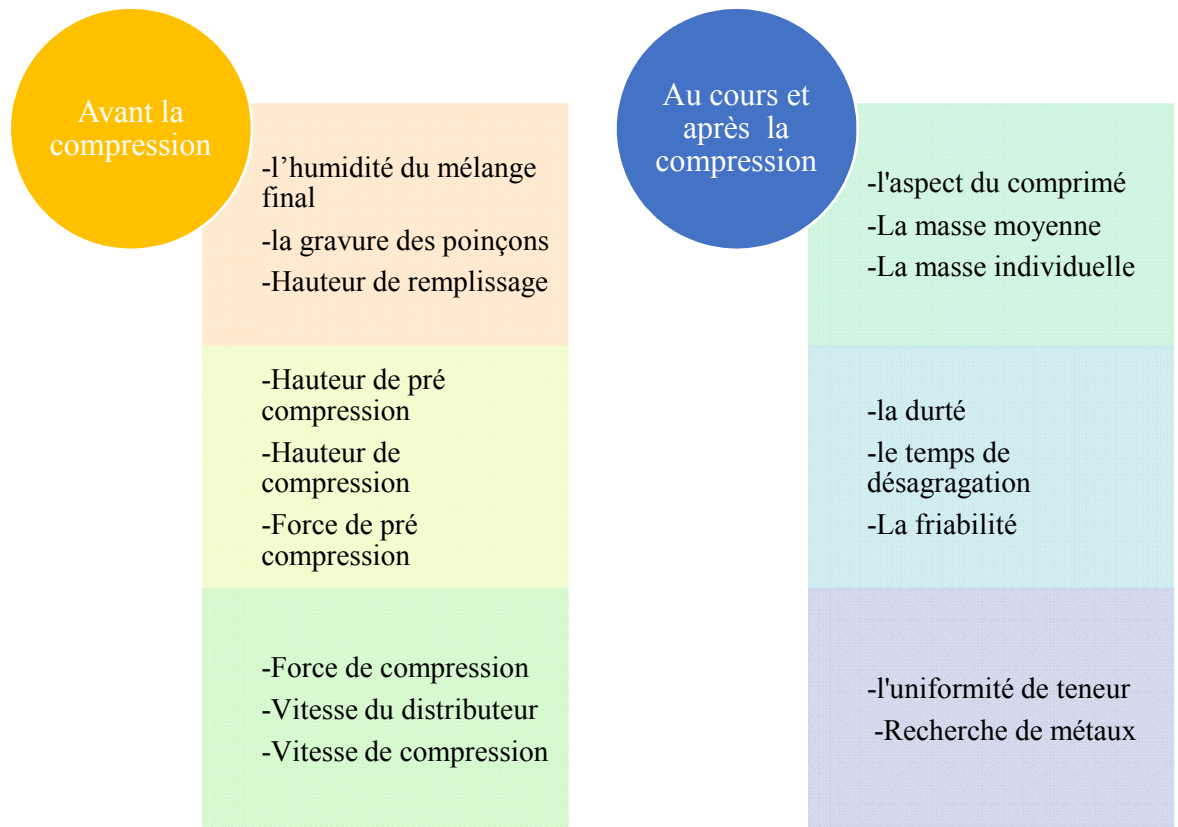 Avant la
compression
-l’humidité du mélange
final
-la gravure des poinçons
-Hauteur de remplissage
-Hauteur de pré
compression
-Hauteur de
compression
-Force de pré
compression
-Force de compression
-Vitesse du distributeur
-Vitesse de compression
Au cours et
après la
compression
-l'aspect du comprimé
-La masse moyenne
-La masse individuelle
-la durté
-le temps de
désagragation
-La friabilité
-l'uniformité de teneur
-Recherche de métaux